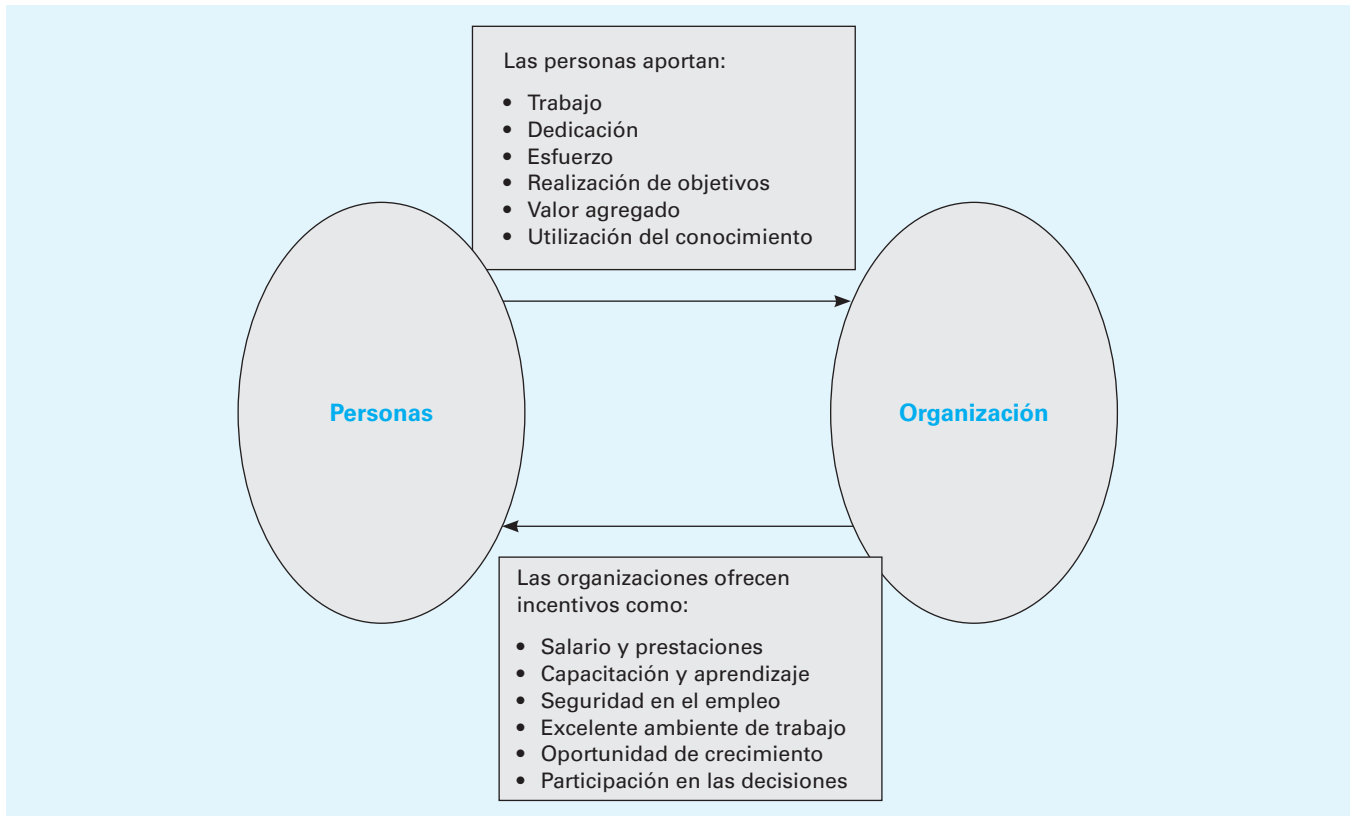 Las personas aportan:
• Trabajo
• Dedicación
• Esfuerzo
• Realización de objetivos
• Valor agregado
• Utilización del conocimiento
Personas
Organización
Las organizaciones ofrecen
incentivos como:
• Salario y prestaciones
• Capacitación y aprendizaje
• Seguridad en el empleo
• Excelente ambiente de trabajo
• Oportunidad de crecimiento
• Participación en las decisiones